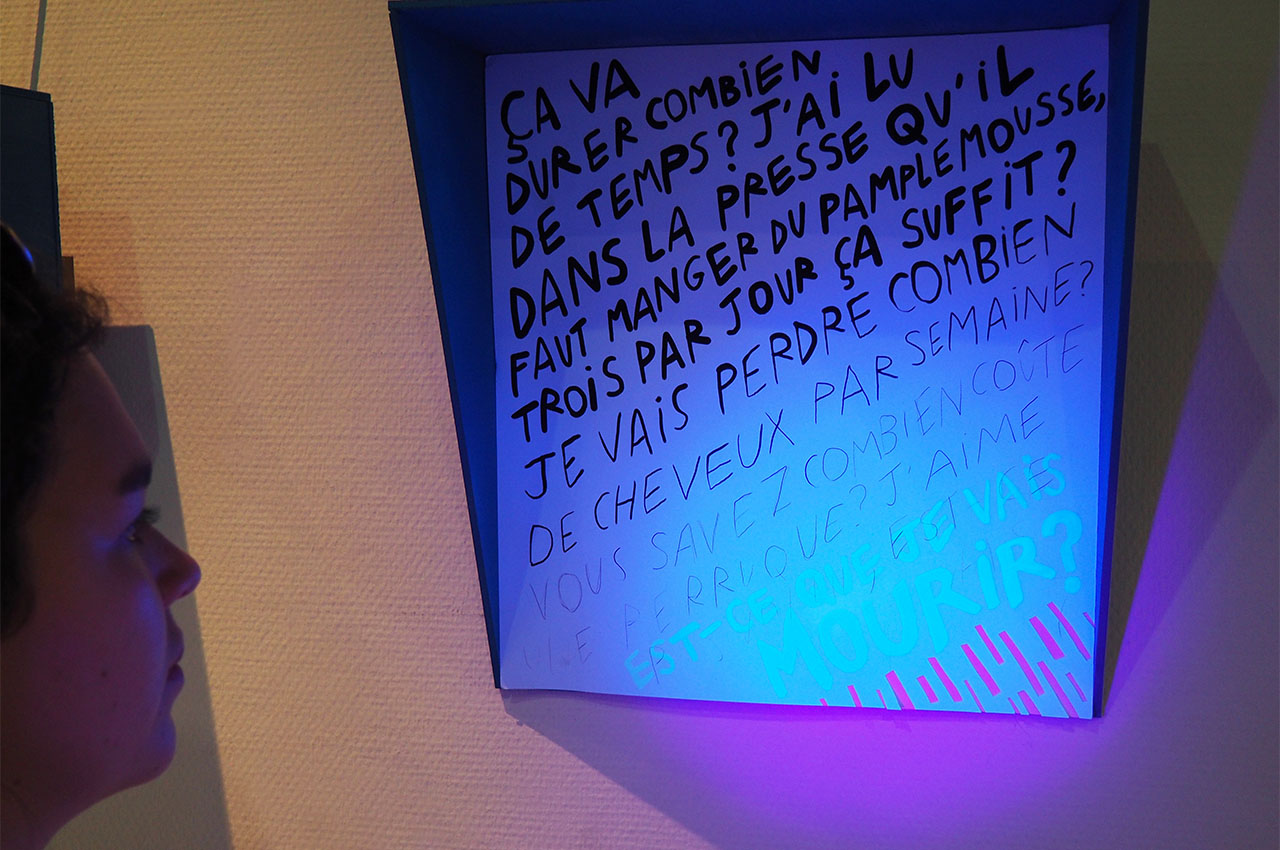 ÇA VA
DURER COMBIEN
DE TEMPS? J'AI LU
DANS LA PRESSE QU'IL
FAUT MANGER DU PAMPLEMOUSSE,
TROIS PAR JOUR ÇA SUFFIT?
JE VAIS PERDRE COMBIEN
DE CHEVEUX PAR SEMAINE?
VOUS SAVEZ COMBIEN COÛTE
PERRUQUE? J'AIME
EST-CE QUE JE VAIS
MOURIR?